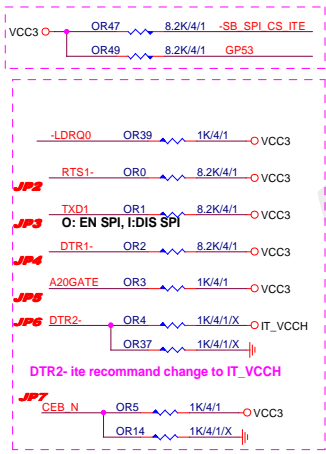 VCC3 OR47 8.2K/4/1 -SB_SPI_CS_ITE
OR49 8.2K/4/1 GP53
-LDRQ0 OR39 1K/4/1 VCC3
JP2 RTS1- OR0 8.2K/4/1 VCC3
JP3 TXD1 OR1 8.2K/4/1 VCC3
O: EN SPI, I:DIS SPI
JP4 DTR1- OR2 8.2K/4/1 VCC3
JP5 A20GATE OR3 1K/4/1 VCC3
JP6 DTR2- OR4 1K/4/1/X IT_VCCH
OR37 1K/4/1/X
DTR2- ite recommand change to IT_VCCH
JP7
CEB_N OR5 1K/4/1 VCC3
OR14 1K/4/1/X